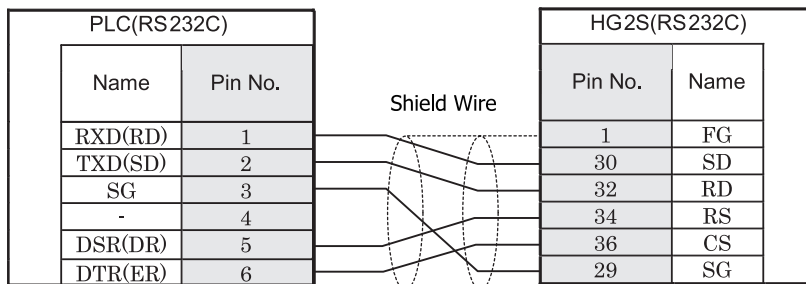 PLC(RS232C)
Name Pin No.
RXD(RD) 1
TXD(SD) 2
SG 3
- 4
DSR(DR) 5
DTR(ER) 6
Shield Wire
HG2S(RS232C)
Pin No. Name
1 FG
30 SD
32 RD
34 RS
36 CS
29 SG